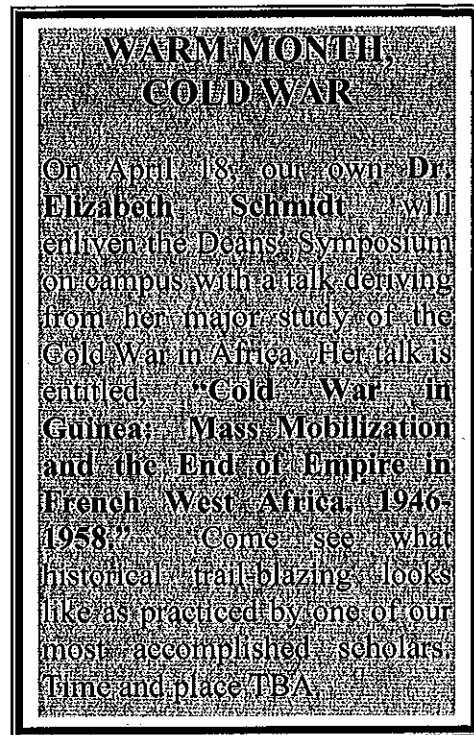 WARM MONTH,
COLD WAR
On April 18, our own Dr.
Elizabeth Schmidt will
enliven the Deans' Symposium
on campus with a talk deriving
from her major study of the
Cold War in Africa. Her talk is
entitled, "Cold War in
Guinea: Mass Mobilization
and the End of Empire in
French West Africa, 1946-
1958." Come see what
historical trail-blazing looks
like as practiced by one of our
most accomplished scholars.
Time and place TBA.